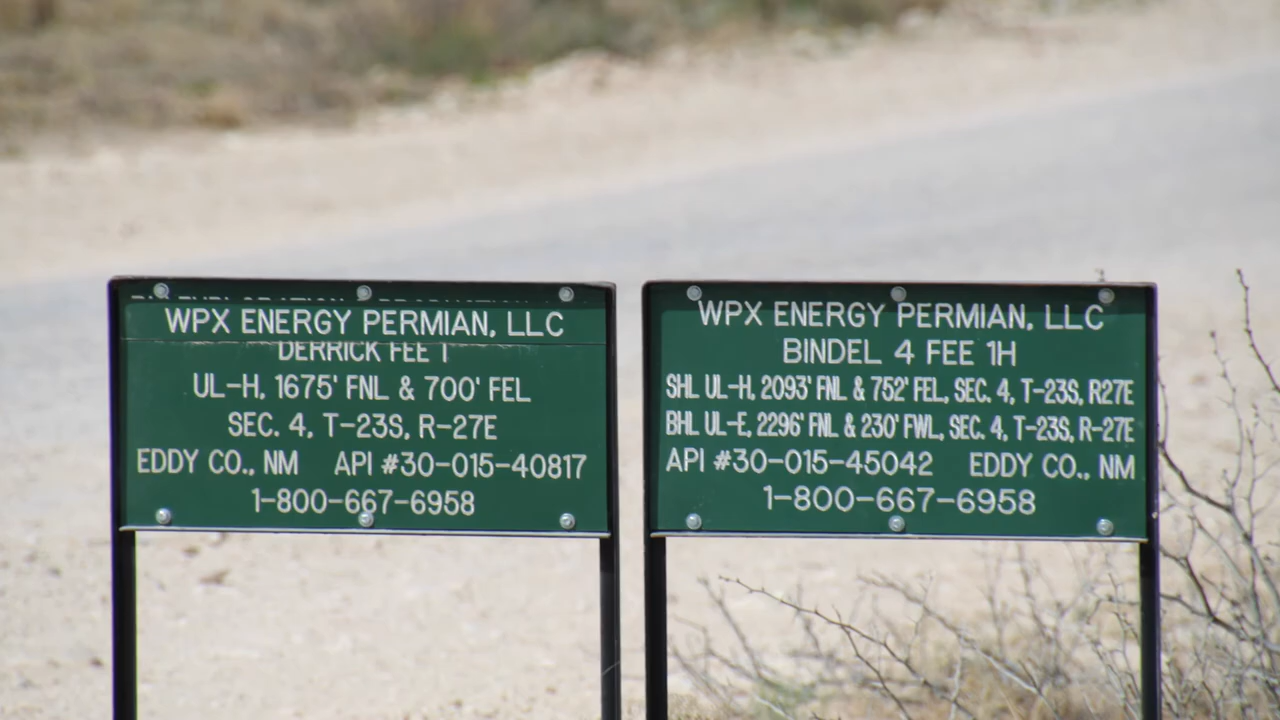 WPX ENERGY PERMIAN, LLC
DERRICK FEE 1
UL-H, 1675' FNL & 700' FEL
SEC. 4, T-23S, R-27E
EDDY CO., NM API #30-015-40817
1-800-667-6958
WPX ENERGY PERMIAN, LLC
BINDEL 4 FEE 1H
SHL UL-H, 2093' FNL & 752' FEL, SEC. 4, T-23S, R27E
BHL UL-E, 2296' FNL & 230' FWL, SEC. 4, T-23S, R-27E
API #30-015-45042 EDDY CO., NM
1-800-667-6958